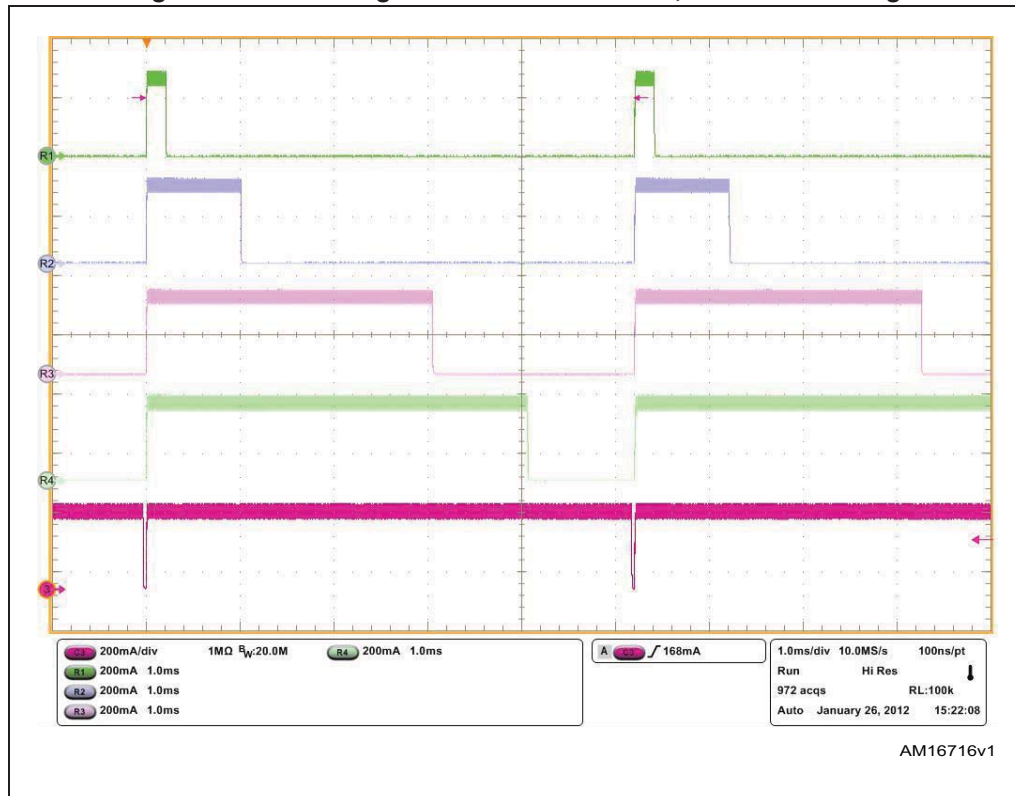 R1
R2
R3
R4
3
C3 200mA/div 1MΩ BW:20.0M R4 200mA 1.0ms
R1 200mA 1.0ms
R2 200mA 1.0ms
R3 200mA 1.0ms
A C3 168mA
1.0ms/div 10.0MS/s 100ns/pt
Run Hi Res
972 acqs RL:100k
Auto January 26, 2012 15:22:08
AM16716v1